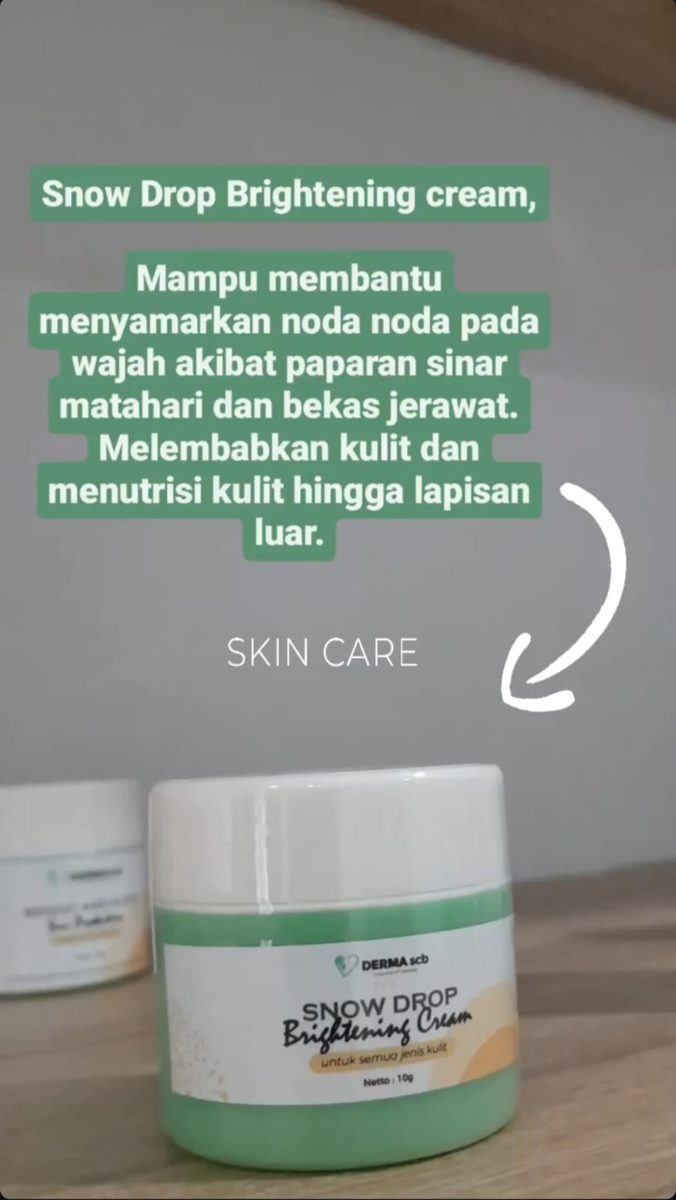 Snow Drop Brightening cream,
Mampu membantu
menyamarkan noda noda pada
wajah akibat paparan sinar
matahari dan bekas jerawat.
Melembabkan kulit dan
menutrisi kulit hingga lapisan
luar.
SKIN CARE
DERMA scb
SNOW DROP
Brightening Cream
untuk semua jenis kulit
Netto : 10g